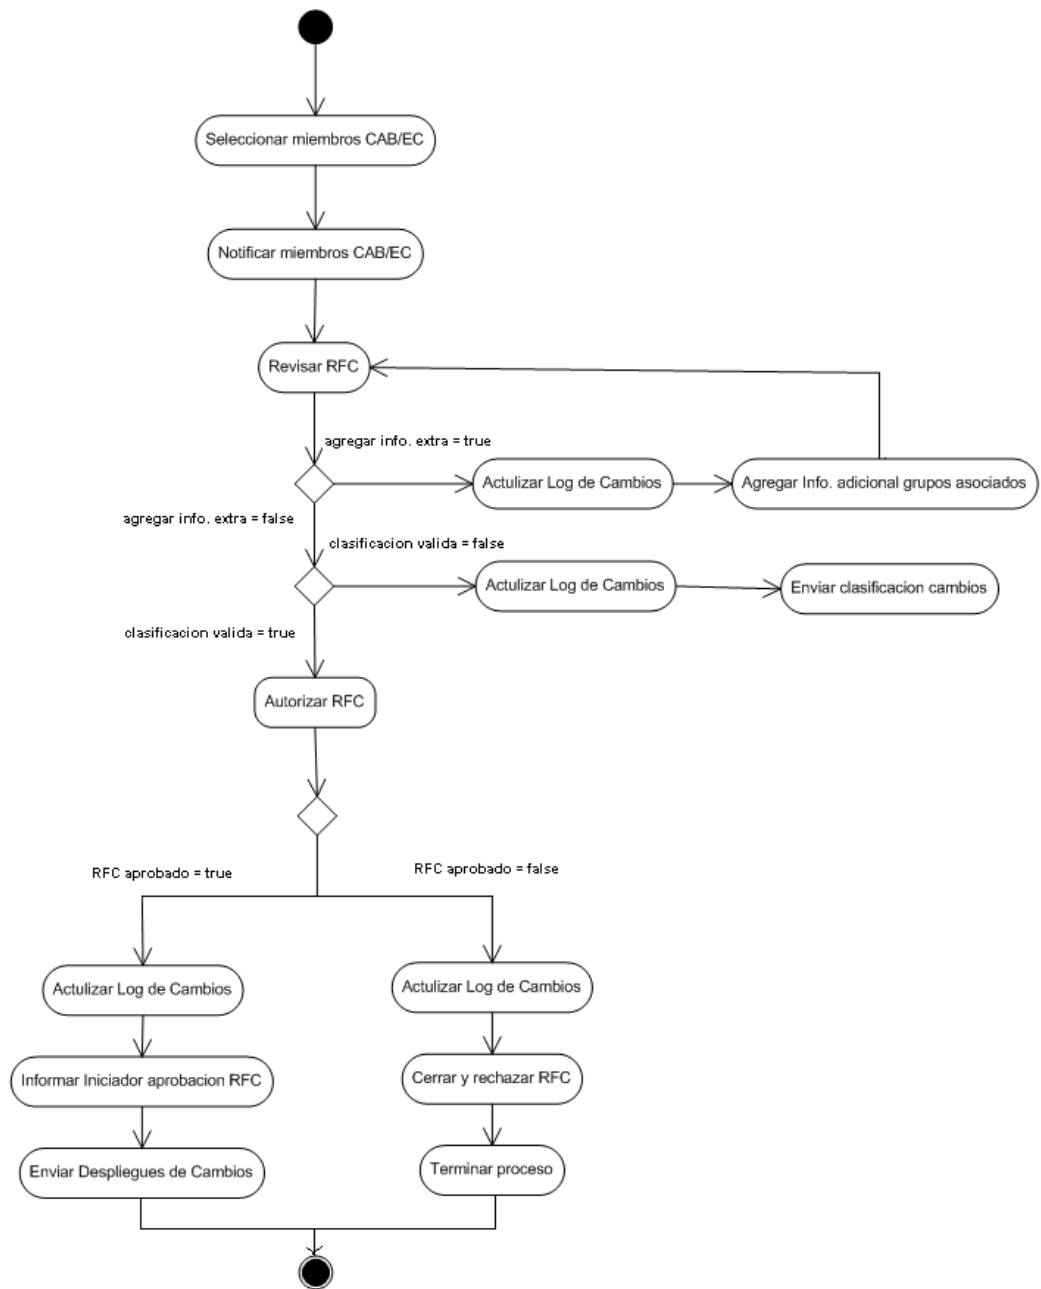 Seleccionar miembros CAB/EC
Notificar miembros CAB/EC
Revisar RFC
agregar info. extra = true
Actulizar Log de Cambios
Agregar Info. adicional grupos asociados
agregar info. extra = false
clasificacion valida = false
Actulizar Log de Cambios
Enviar clasificacion cambios
clasificacion valida = true
Autorizar RFC
RFC aprobado = true
RFC aprobado = false
Actulizar Log de Cambios
Actulizar Log de Cambios
Informar Iniciador aprobacion RFC
Cerrar y rechazar RFC
Enviar Despliegues de Cambios
Terminar proceso